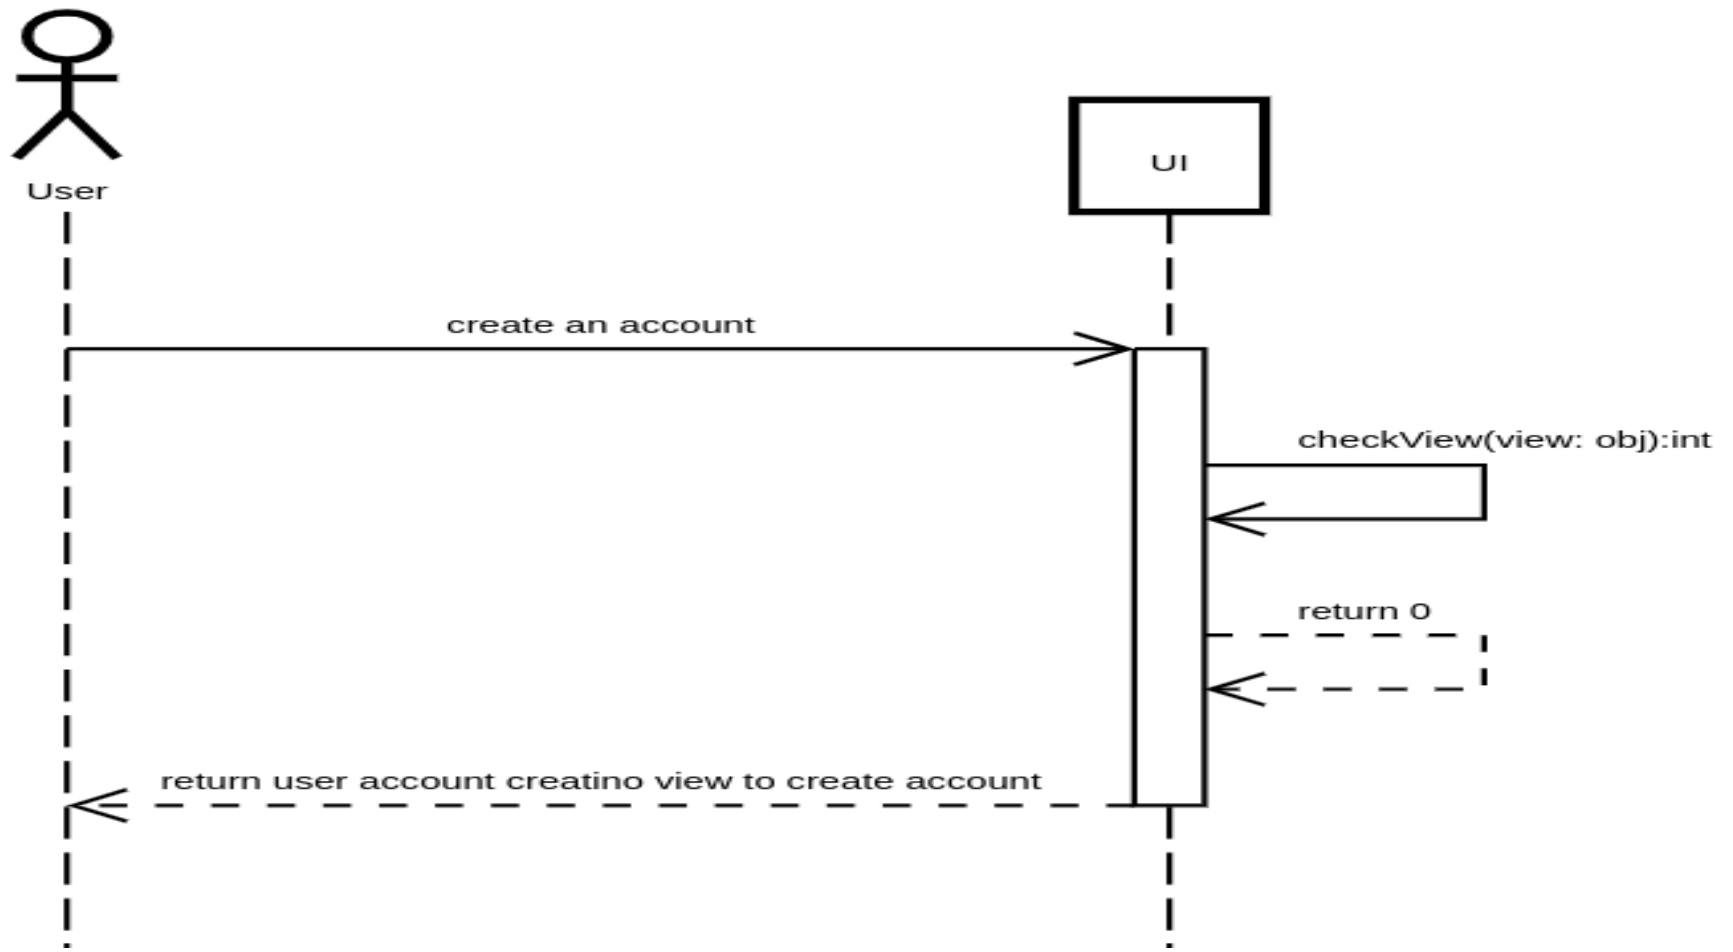 User
UI
create an account
checkView(view: obj):int
return 0
return user account creatino view to create account